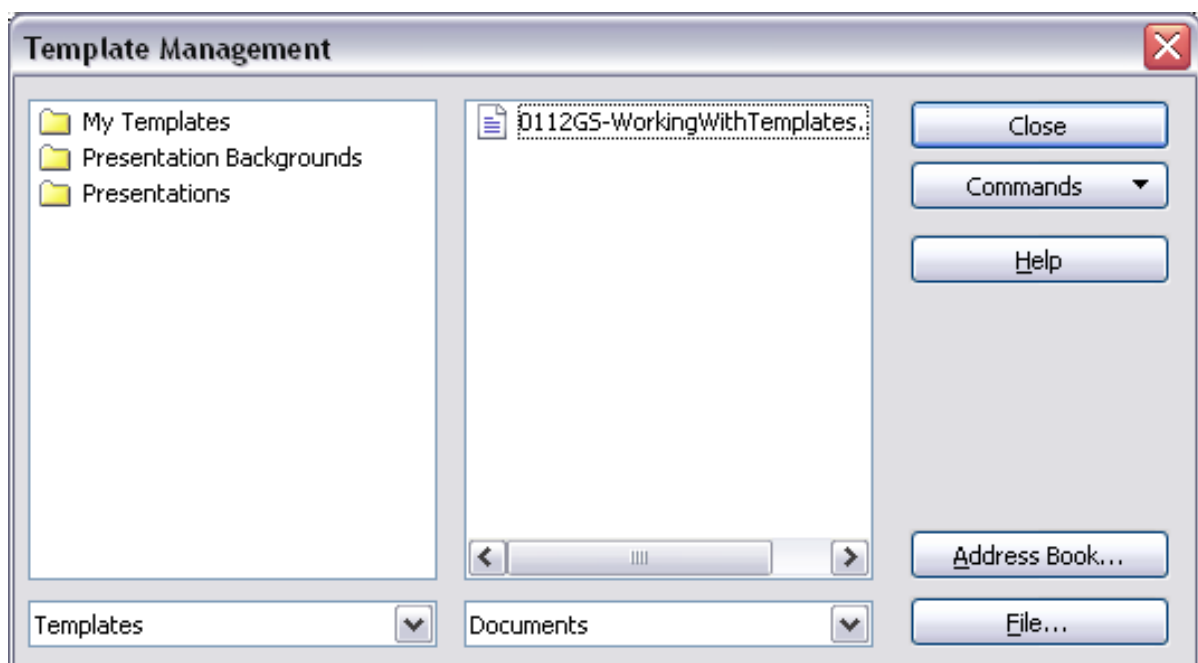 Template Management
My Templates
Presentation Backgrounds
Presentations
0112GS-WorkingWithTemplates.
Close
Commands
Help
Address Book...
Templates
Documents
File...